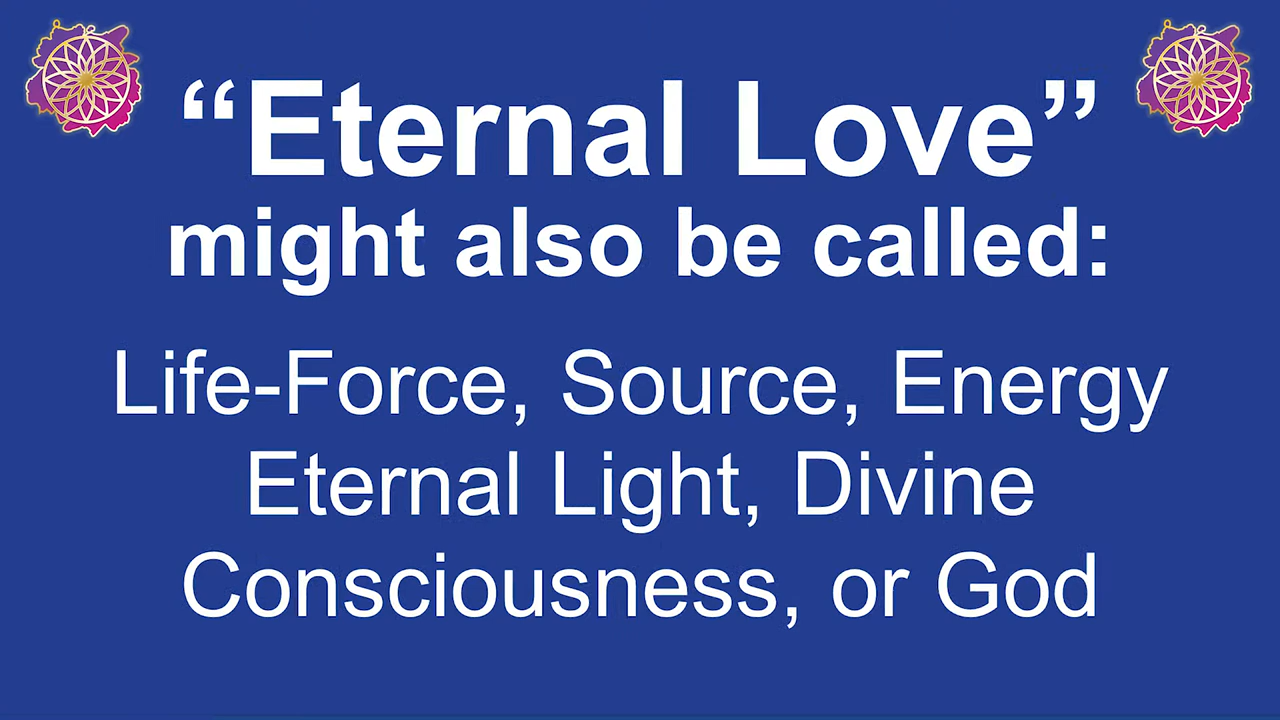 “Eternal Love”
might also be called:
Life-Force, Source, Energy
Eternal Light, Divine
Consciousness, or God